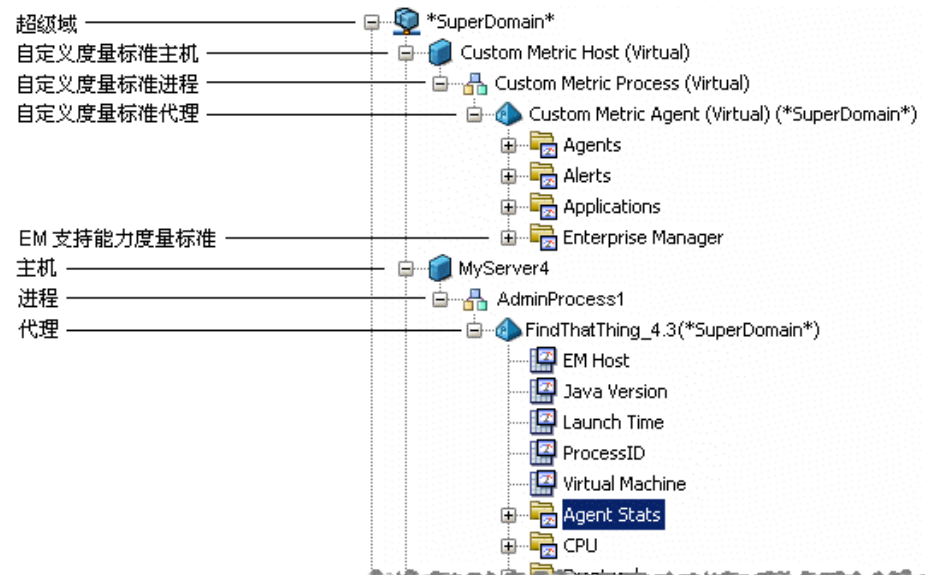 超级域 *SuperDomain*
自定义度量标准主机 Custom Metric Host (Virtual)
自定义度量标准进程 Custom Metric Process (Virtual)
自定义度量标准代理 Custom Metric Agent (Virtual) (*SuperDomain*)
Agents
Alerts
Applications
EM 支持能力度量标准 Enterprise Manager
主机 MyServer4
进程 AdminProcess1
代理 FindThatThing_4.3(*SuperDomain*)
EM Host
Java Version
Launch Time
ProcessID
Virtual Machine
Agent Stats
CPU